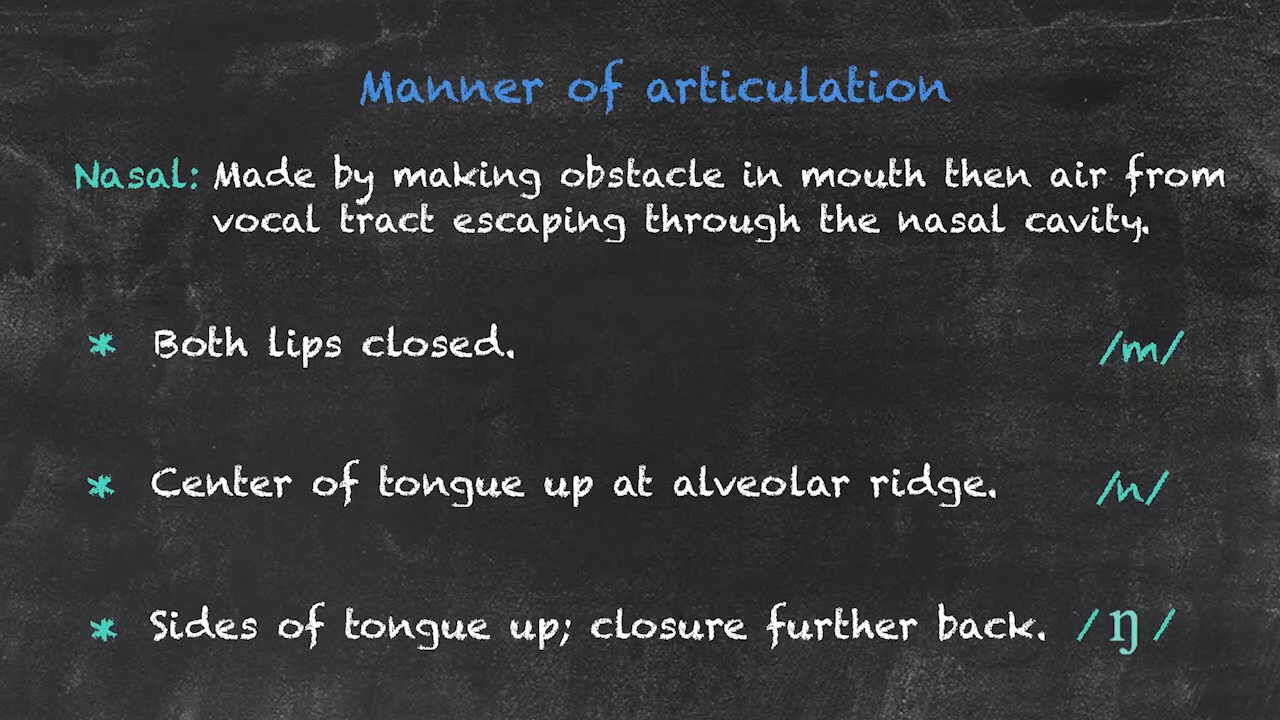 Manner of articulation
Nasal: Made by making obstacle in mouth then air from
vocal tract escaping through the nasal cavity.
* Both lips closed. /m/
* Center of tongue up at alveolar ridge. /n/
* Sides of tongue up; closure further back. /ŋ/